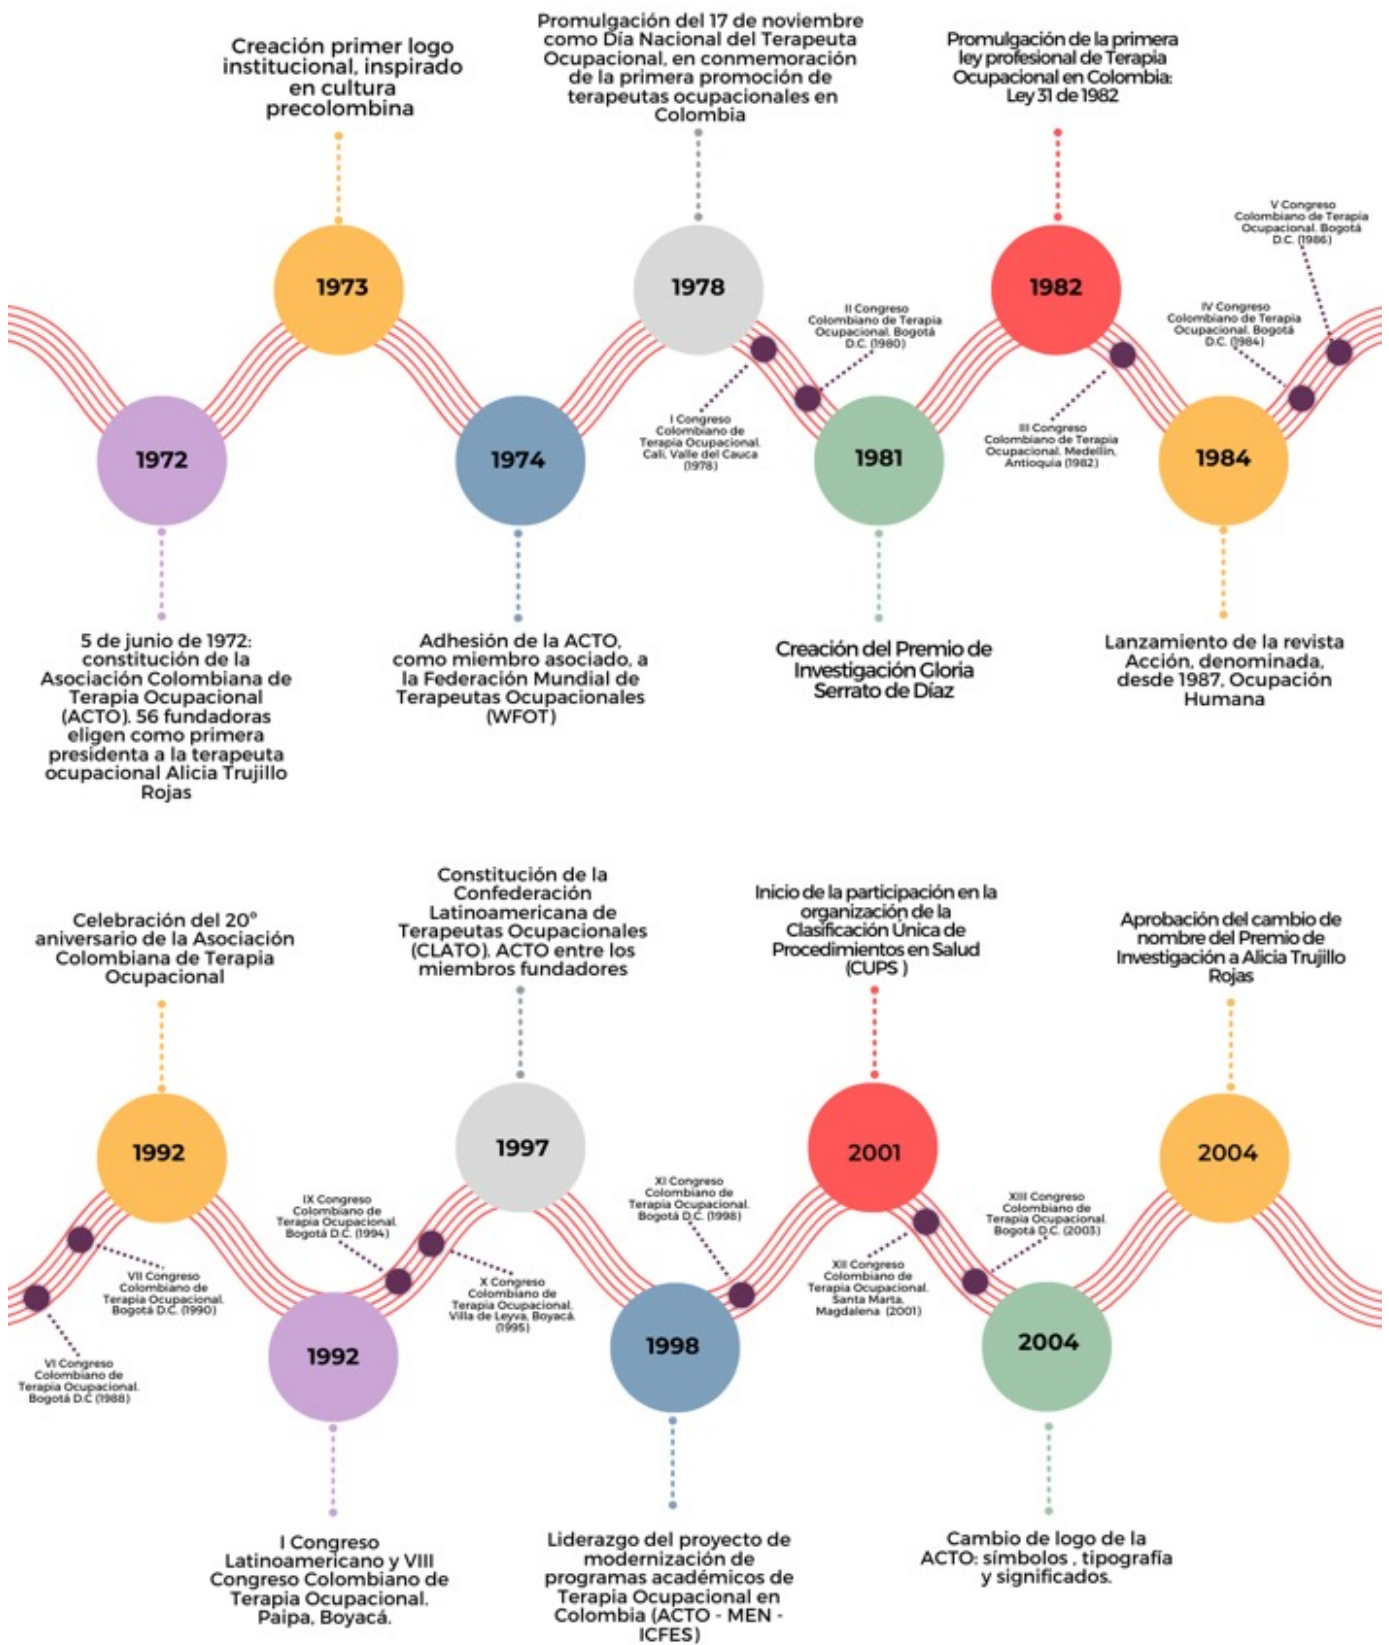 Creación primer logo
institucional, inspirado
en cultura
precolombina
Promulgación del 17 de noviembre
como Día Nacional del Terapeuta
Ocupacional, en conmemoración
de la primera promoción de
terapeutas ocupacionales en
Colombia
Promulgación de la primera
ley profesional de Terapia
Ocupacional en Colombia:
Ley 31 de 1982
1973
1978
1982
V Congreso
Colombiano de Terapia
Ocupacional. Bogotá
D.C. (1986)
II Congreso
Colombiano de Terapia
Ocupacional. Bogotá
D.C. (1980)
IV Congreso
Colombiano de Terapia
Ocupacional. Bogotá
D.C. (1984)
1972
1974
I Congreso
Colombiano de
Terapia Ocupacional.
Cali, Valle del Cauca
(1978)
1981
III Congreso
Colombiano de Terapia
Ocupacional. Medellín,
Antioquia (1982)
1984
5 de junio de 1972:
constitución de la
Asociación Colombiana de
Terapia Ocupacional
(ACTO). 56 fundadoras
eligen como primera
presidenta a la terapeuta
ocupacional Alicia Trujillo
Rojas
Adhesión de la ACTO,
como miembro asociado, a
la Federación Mundial de
Terapeutas Ocupacionales
(WFOT)
Creación del Premio de
Investigación Gloria
Serrato de Díaz
Lanzamiento de la revista
Acción, denominada,
desde 1987, Ocupación
Humana
Celebración del 20º
aniversario de la Asociación
Colombiana de Terapia
Ocupacional
Constitución de la
Confederación
Latinoamericana de
Terapeutas Ocupacionales
(CLATO). ACTO entre los
miembros fundadores
Inicio de la participación en la
organización de la
Clasificación Única de
Procedimientos en Salud
(CUPS )
Aprobación del cambio de
nombre del Premio de
Investigación a Alicia Trujillo
Rojas
1992
1997
2001
2004
VII Congreso
Colombiano de
Terapia Ocupacional.
Bogotá D.C. (1990)
IX Congreso
Colombiano de
Terapia Ocupacional.
Bogotá D.C. (1994)
X Congreso
Colombiano de
Terapia Ocupacional.
Villa de Leyva, Boyacá.
(1995)
XI Congreso
Colombiano de
Terapia Ocupacional.
Bogotá D.C. (1998)
XII Congreso
Colombiano de
Terapia Ocupacional.
Santa Marta,
Magdalena (2001)
XIII Congreso
Colombiano de
Terapia Ocupacional.
Bogotá D.C. (2003)
VI Congreso
Colombiano de
Terapia Ocupacional.
Bogotá D.C (1988)
1992
1998
2004
I Congreso
Latinoamericano y VIII
Congreso Colombiano de
Terapia Ocupacional.
Paipa, Boyacá.
Liderazgo del proyecto de
modernización de
programas académicos de
Terapia Ocupacional en
Colombia (ACTO - MEN -
ICFES)
Cambio de logo de la
ACTO: símbolos , tipografía
y significados.